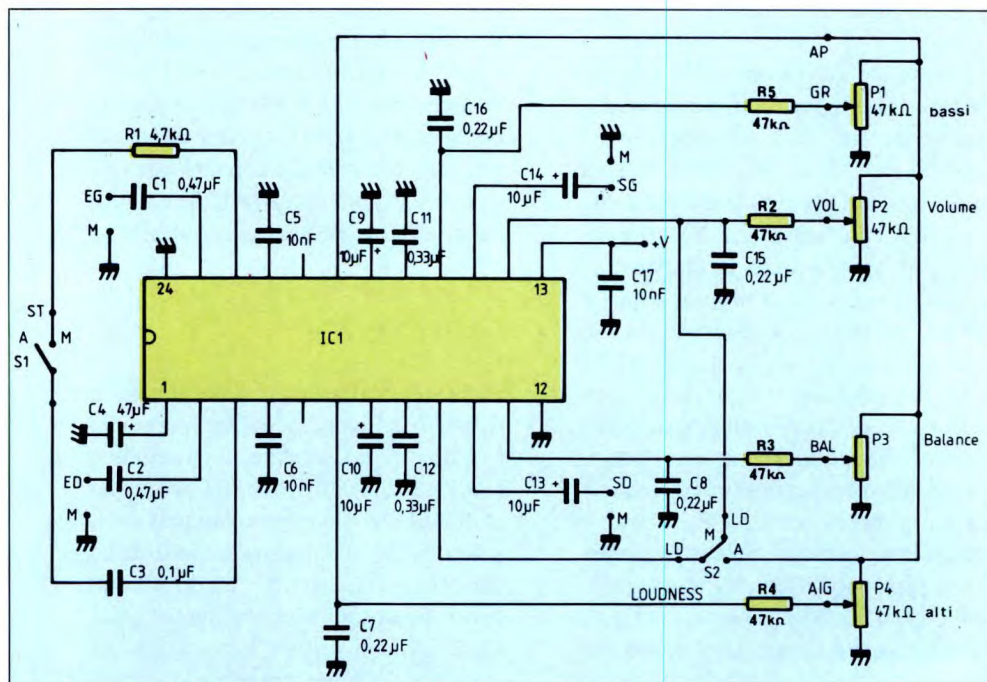 AP
C16
0,22µF
R5
47kΩ
GR
P1
47kΩ
bassi
R1 4,7kΩ
M
SG
C14
10µF
+
EG
C1 0,47µF
M
C5
10nF
C9
10µF
+
C11
0,33µF
R2
47kΩ
VOL
P2
47kΩ
Volume
+V
C15
0,22µF
C17
10nF
24
13
IC1
1
12
ST
A
M
S1
C4 47µF
+
C2
0,47µF
ED
M
C3 0,1µF
C6
10nF
C10
10µF
+
C12
0,33µF
C13
10µF
+
SD
M
R3
47kΩ
BAL
P3
Balance
C8
0,22µF
LD
M
LD
A
S2
LOUDNESS
R4
47kΩ
AIG
P4
47kΩ alti
C7
0,22µF